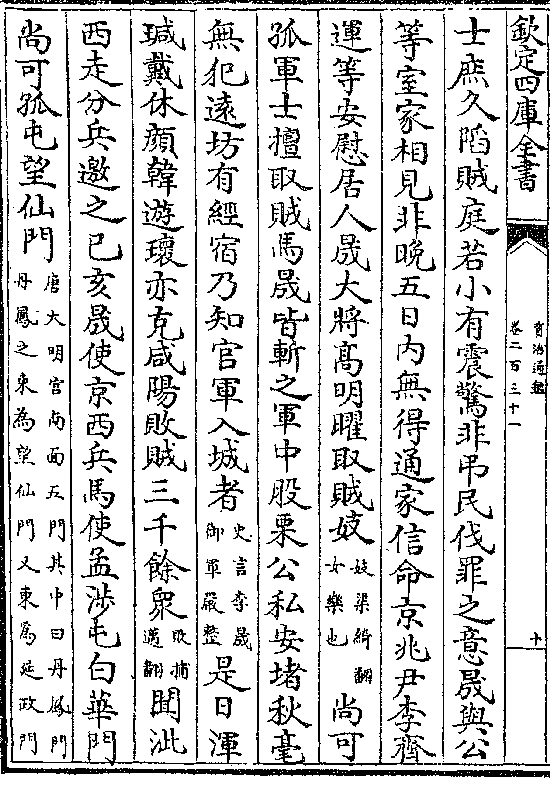 欽定四庫全書
資治通鑑
卷二百三十一
十
士庶久䧟賊庭若小有震驚非弔民伐罪之意晟與公
等室家相見非晚五日内無得通家信命京兆尹李齊
運等安慰居人晟大將髙明曜取賊妓妓渠綺翻女樂也尚可
孤軍士擅取賊馬晟皆斬之軍中股栗公私安堵秋毫
無犯逺坊有經宿乃知官軍入城者史言李晟御軍嚴整是日渾
瑊戴休顔韓遊瓌亦克咸陽敗賊三千餘衆敗補邁翻聞泚
西走分兵邀之已亥晟使京西兵馬使孟渉屯白華門
尚可孤屯望仙門唐大明宫南面五門其中曰丹鳳門丹鳳之東為望仙門又東為延政門